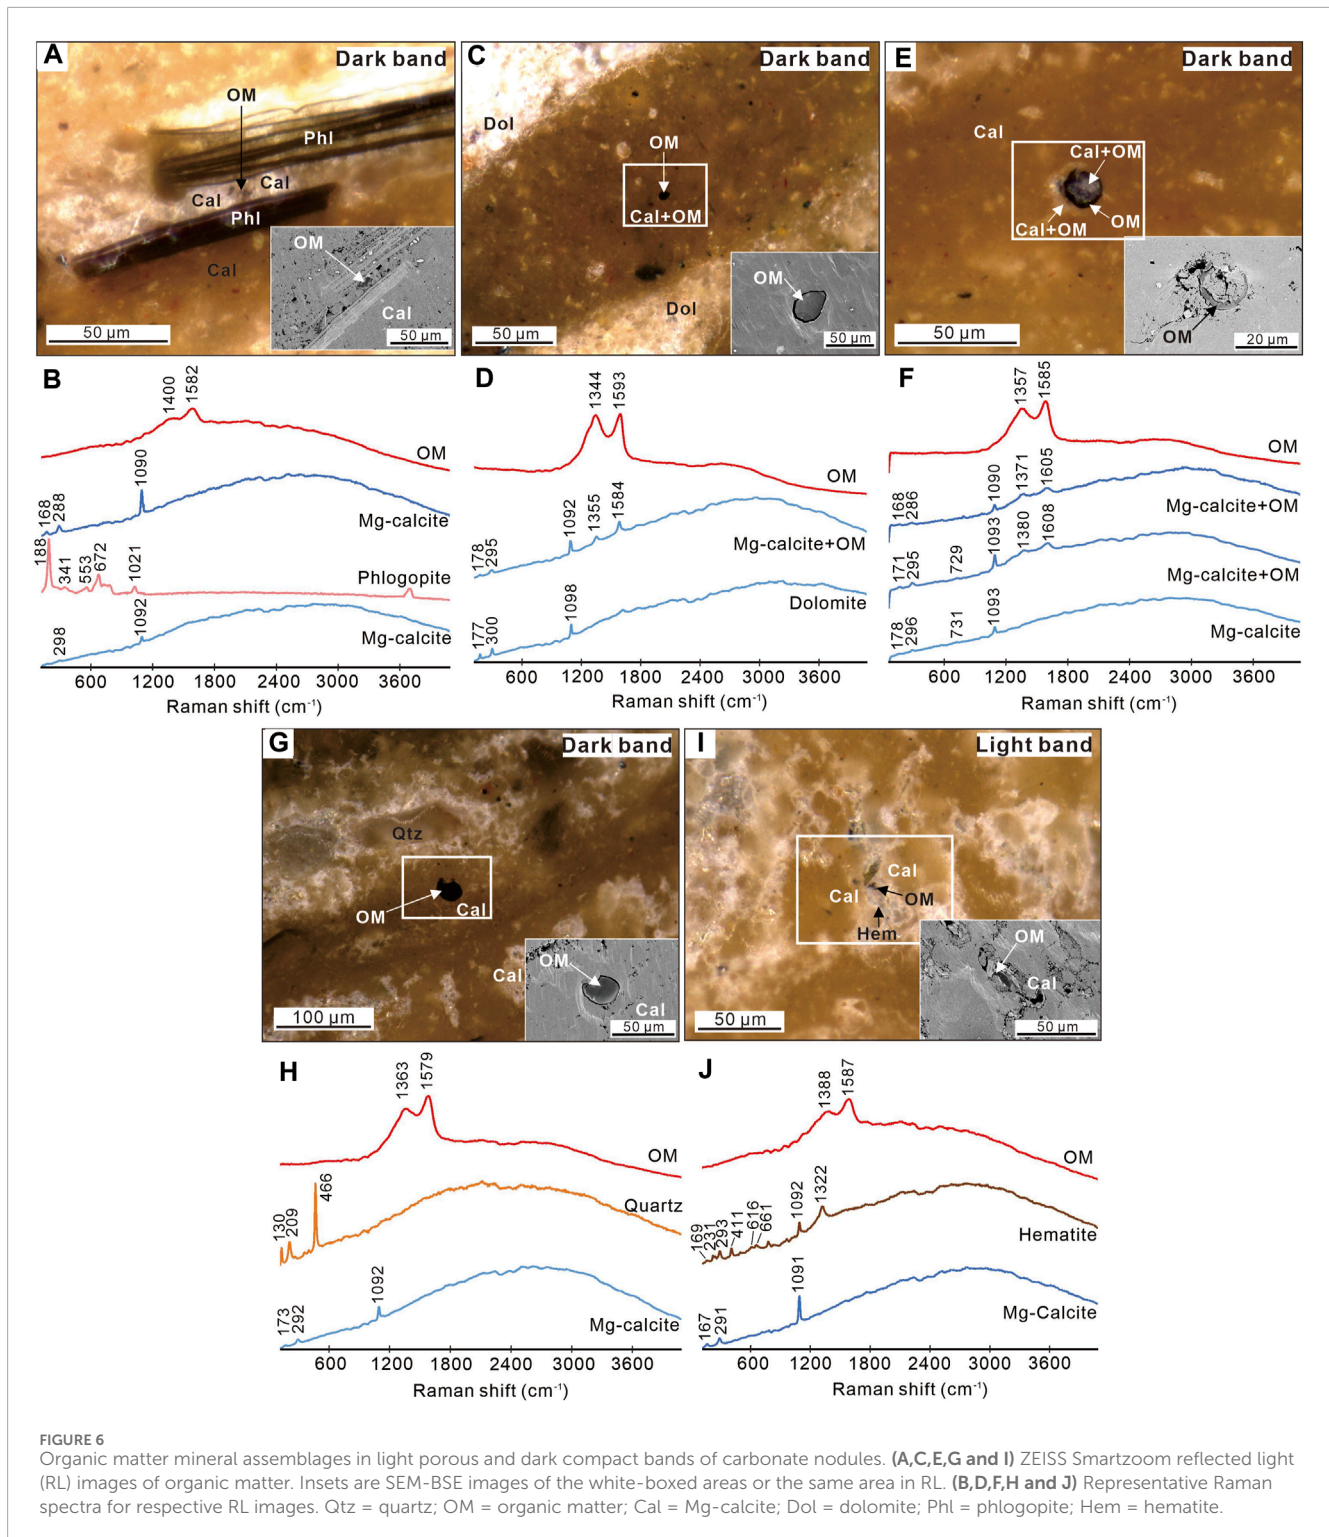 A
Dark band
OM
Phl
Cal
Cal
Phl
Cal
OM
Cal
50 µm
50 µm
C
Dark band
Dol
OM
Cal+OM
Dol
OM
50 µm
50 µm
E
Dark band
Cal
Cal+OM
Cal+OM
OM
OM
50 µm
20 µm
B
1400
1582
OM
1090
168
288
Mg-calcite
188
341
553
672
1021
Phlogopite
298
1092
Mg-calcite
600 1200 1800 2400 3000 3600
Raman shift (cm⁻¹)
D
1344
1593
OM
1092
1355
1584
178
295
Mg-calcite+OM
1098
177
300
Dolomite
600 1200 1800 2400 3000 3600
Raman shift (cm⁻¹)
F
1357
1585
OM
168
286
1090
1371
1605
Mg-calcite+OM
171
295
729
1093
1380
1608
Mg-calcite+OM
178
296
731
1093
Mg-calcite
600 1200 1800 2400 3000 3600
Raman shift (cm⁻¹)
G
Dark band
Qtz
OM
Cal
Cal
OM
Cal
100 µm
50 µm
I
Light band
Cal
Cal
OM
Hem
OM
Cal
50 µm
50 µm
H
1363
1579
OM
130
209
466
Quartz
173
292
1092
Mg-calcite
600 1200 1800 2400 3000 3600
Raman shift (cm⁻¹)
J
1388
1587
OM
169
231
293
411
616
661
1092
1322
Hematite
167
291
1091
Mg-Calcite
600 1200 1800 2400 3000 3600
Raman shift (cm⁻¹)
FIGURE 6
Organic matter mineral assemblages in light porous and dark compact bands of carbonate nodules. (A,C,E,G and I) ZEISS Smartzoom reflected light
(RL) images of organic matter. Insets are SEM-BSE images of the white-boxed areas or the same area in RL. (B,D,F,H and J) Representative Raman
spectra for respective RL images. Qtz = quartz; OM = organic matter; Cal = Mg-calcite; Dol = dolomite; Phl = phlogopite; Hem = hematite.